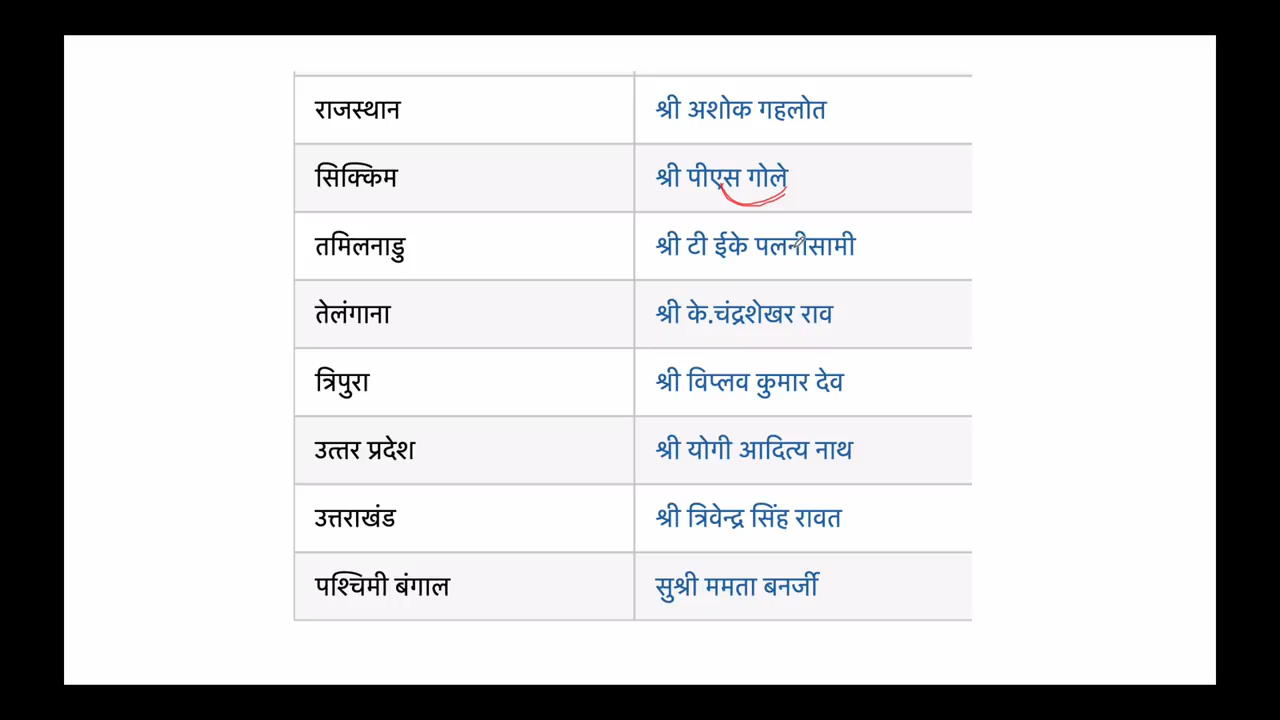 राजस्थान श्री अशोक गहलोत
सिक्किम श्री पीएस गोले
तमिलनाडु श्री टी ईके पलनीसामी
तेलंगाना श्री के.चंद्रशेखर राव
त्रिपुरा श्री विप्लव कुमार देव
उत्तर प्रदेश श्री योगी आदित्य नाथ
उत्तराखंड श्री त्रिवेन्द्र सिंह रावत
पश्चिमी बंगाल सुश्री ममता बनर्जी